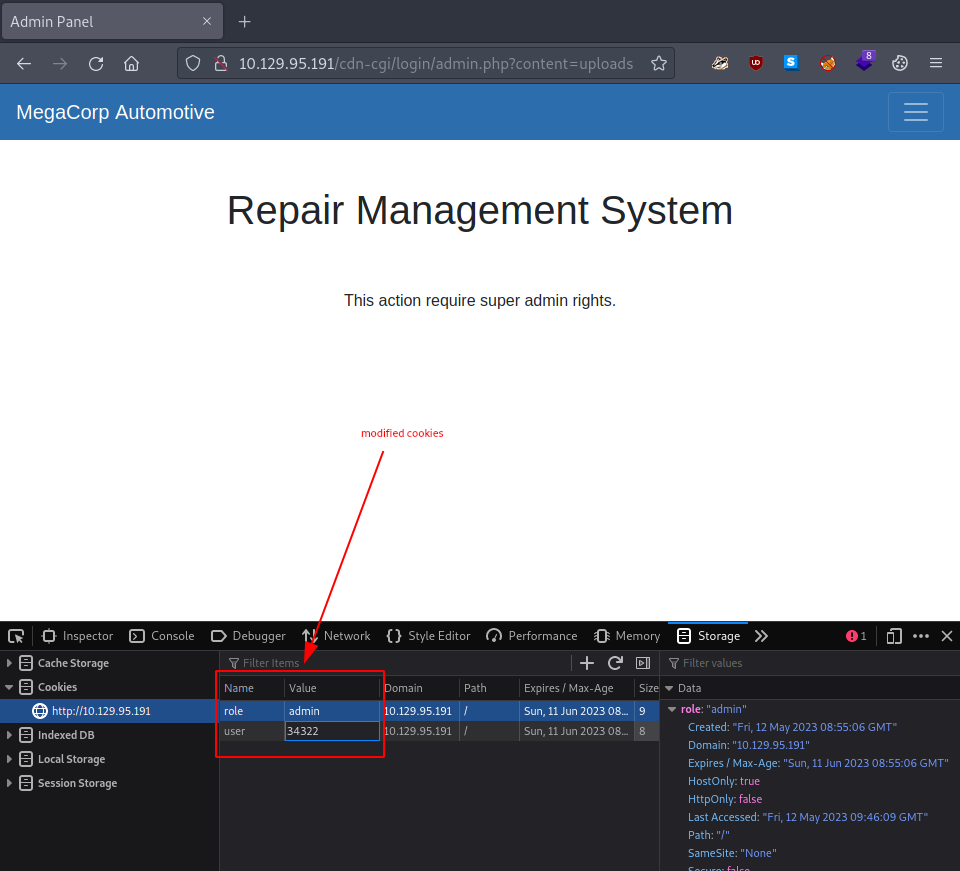 Admin Panel
10.129.95.191/cdn-cgi/login/admin.php?content=uploads
8
MegaCorp Automotive
Repair Management System
This action require super admin rights.
modified cookies
Inspector Console Debugger Network Style Editor Performance Memory Storage 1
Cache Storage
Cookies
http://10.129.95.191
Indexed DB
Local Storage
Session Storage
Filter Items
Name Value Domain Path Expires / Max-Age Size
role admin 10.129.95.191 / Sun, 11 Jun 2023 08... 9
user 34322 10.129.95.191 / Sun, 11 Jun 2023 08... 8
Filter values
Data
role: "admin"
Created: "Fri, 12 May 2023 08:55:06 GMT"
Domain: "10.129.95.191"
Expires / Max-Age: "Sun, 11 Jun 2023 08:55:06 GMT"
HostOnly: true
HttpOnly: false
Last Accessed: "Fri, 12 May 2023 09:46:09 GMT"
Path: "/"
SameSite: "None"
Secure: false